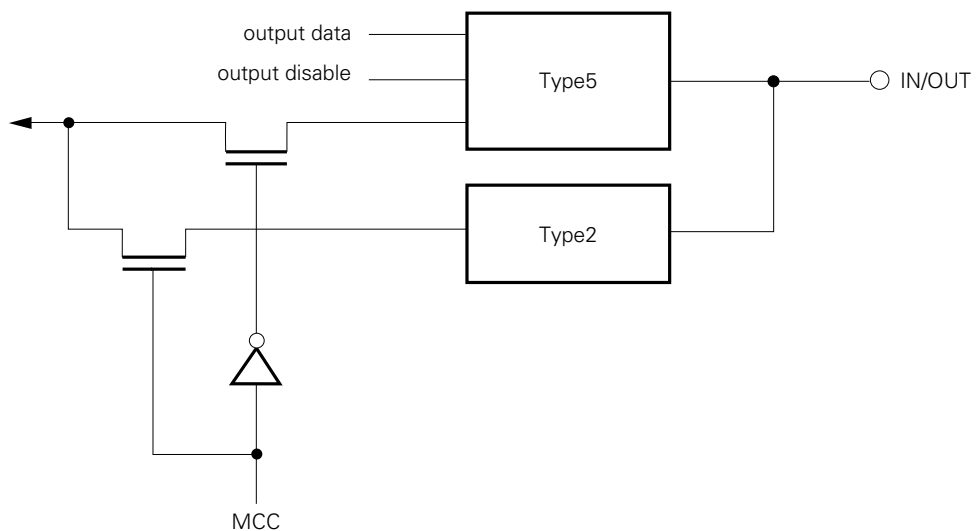 output data
output disable
Type5
IN/OUT
Type2
MCC